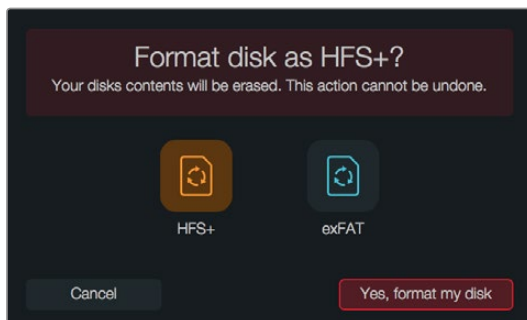 Format disk as HFS+?
Your disks contents will be erased. This action cannot be undone.
HFS+
exFAT
Cancel
Yes, format my disk